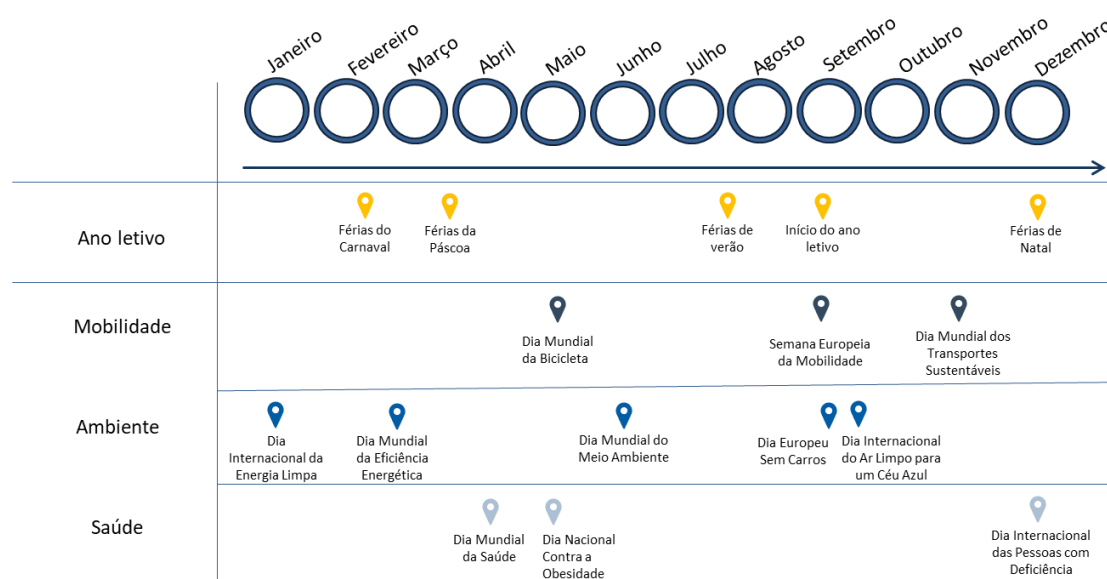 Janeiro
Fevereiro
Março
Abril
Maio
Junho
Julho
Agosto
Setembro
Outubro
Novembro
Dezembro
Ano letivo
Férias do
Carnaval
Férias da
Páscoa
Férias de
verão
Início do ano
letivo
Férias de
Natal
Mobilidade
Dia Mundial
da Bicicleta
Semana Europeia
da Mobilidade
Dia Mundial dos
Transportes
Sustentáveis
Ambiente
Dia
Internacional da
Energia Limpa
Dia Mundial
da Eficiência
Energética
Dia Mundial do
Meio Ambiente
Dia Europeu
Sem Carros
Dia Internacional
do Ar Limpo para
um Céu Azul
Saúde
Dia Mundial
da Saúde
Dia Nacional
Contra a
Obesidade
Dia Internacional
das Pessoas com
Deficiência